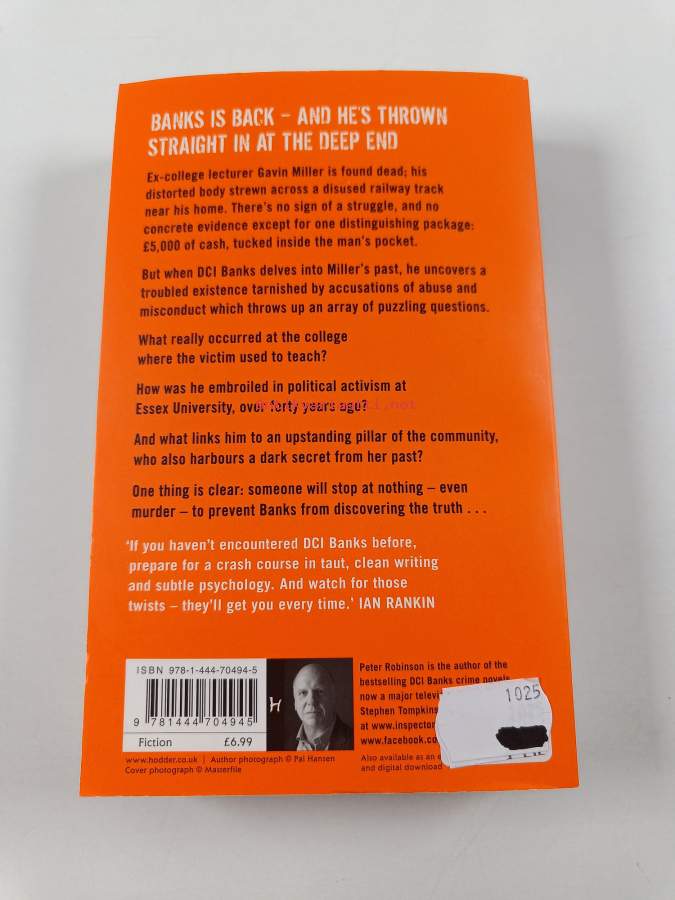 BANKS IS BACK – AND HE'S THROWN
STRAIGHT IN AT THE DEEP END
Ex-college lecturer Gavin Miller is found dead; his
distorted body strewn across a disused railway track
near his home. There's no sign of a struggle, and no
concrete evidence except for one distinguishing package:
£5,000 of cash, tucked inside the man's pocket.
But when DCI Banks delves into Miller's past, he uncovers a
troubled existence tarnished by accusations of abuse and
misconduct which throws up an array of puzzling questions.
What really occurred at the college
where the victim used to teach?
How was he embroiled in political activism at
Essex University, over forty years ago?
And what links him to an upstanding pillar of the community,
who also harbours a dark secret from her past?
One thing is clear: someone will stop at nothing – even
murder – to prevent Banks from discovering the truth . . .
'If you haven't encountered DCI Banks before,
prepare for a crash course in taut, clean writing
and subtle psychology. And watch for those
twists – they'll get you every time.' IAN RANKIN
ISBN 978-1-444-70494-5
9 781444 704945
Fiction £6.99
H
Peter Robinson is the author of the
bestselling DCI Banks crime novels
now a major
Stephen
at
1025
Also available as an
and digital download
www.hodder.co.uk | Author photograph © Pal Hansen
Cover photograph © Masterfile